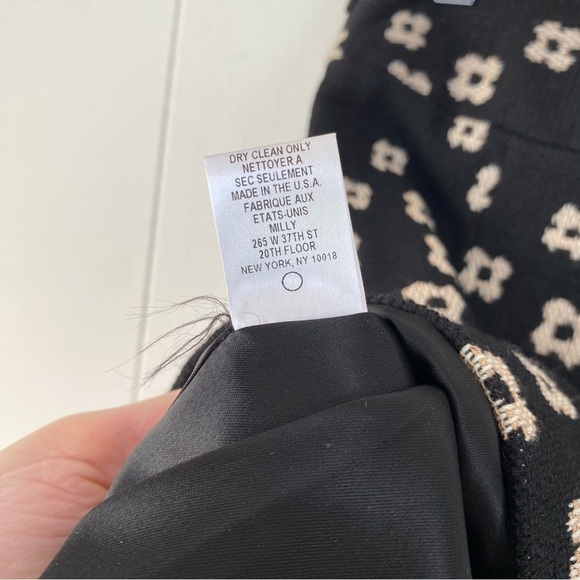 DRY CLEAN ONLY
NETTOYER A
SEC SEULEMENT
MADE IN THE U.S.A.
FABRIQUE AUX
ETATS-UNIS
MILLY
265 W 37TH ST
20TH FLOOR
NEW YORK, NY 10018